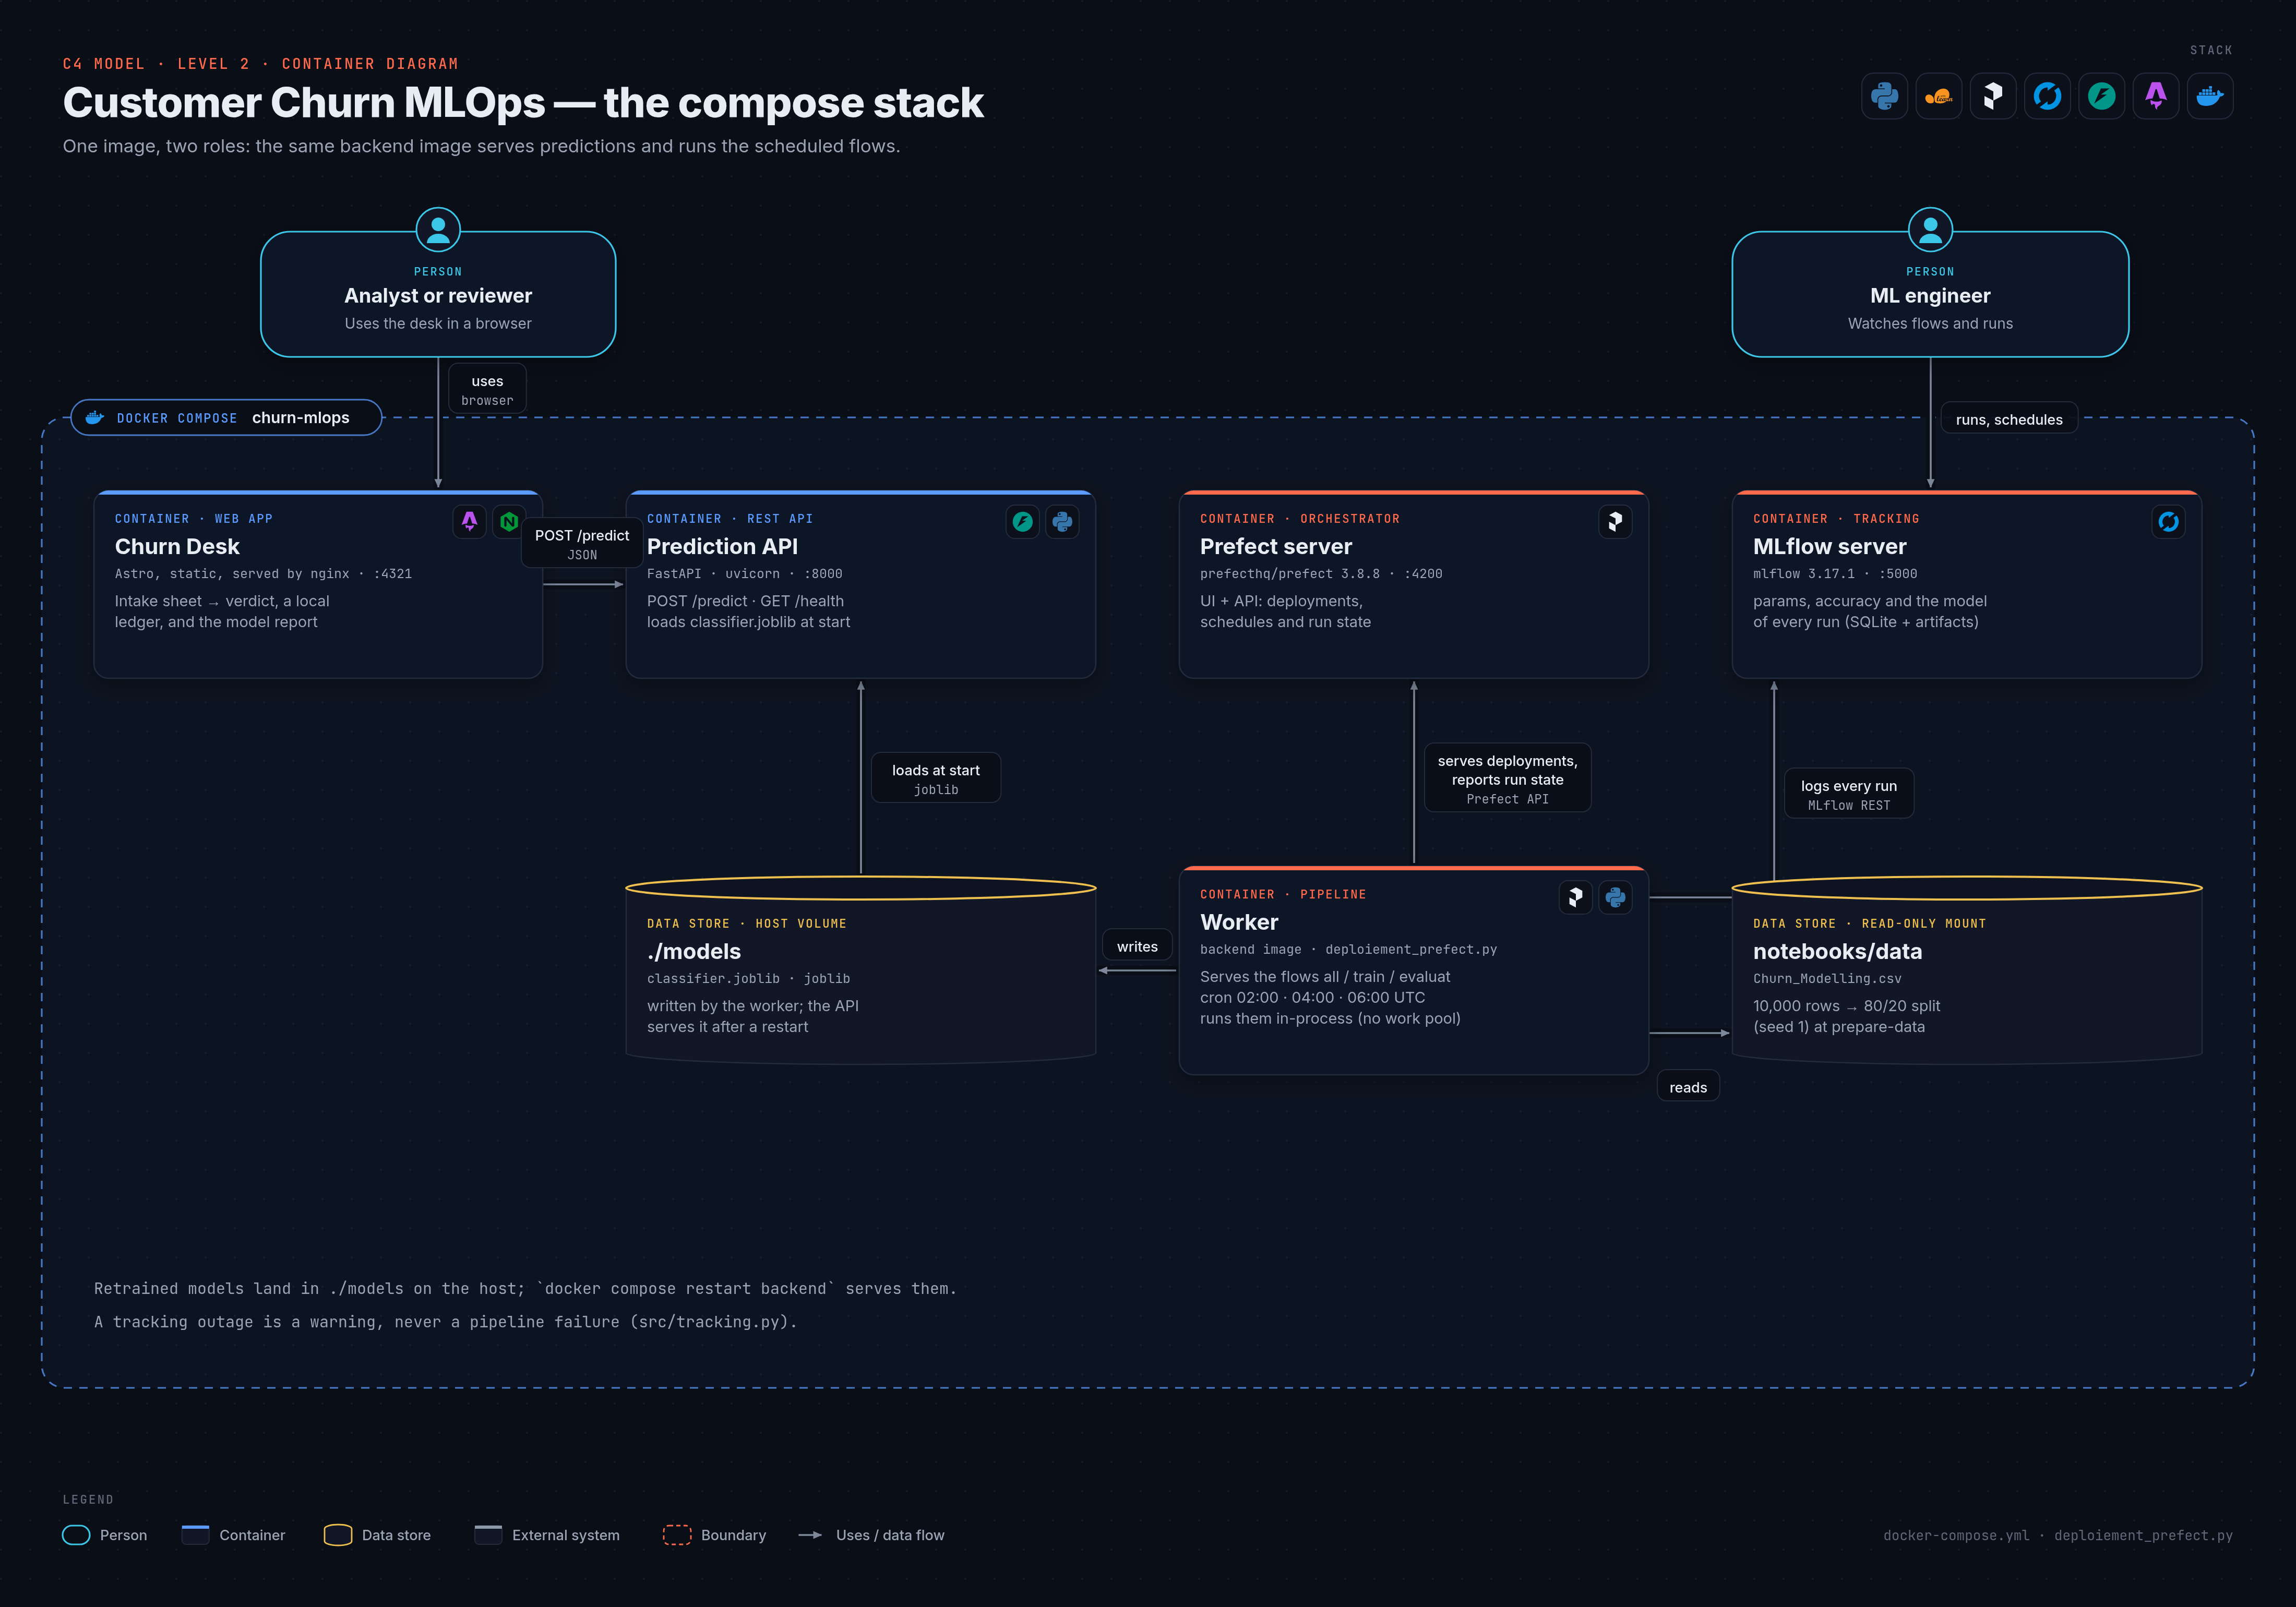 C4 MODEL · LEVEL 2 · CONTAINER DIAGRAM
STACK
Customer Churn MLOps — the compose stack
One image, two roles: the same backend image serves predictions and runs the scheduled flows.
PERSON
Analyst or reviewer
Uses the desk in a browser
PERSON
ML engineer
Watches flows and runs
uses
browser
runs, schedules
DOCKER COMPOSE churn-mlops
CONTAINER · WEB APP
Churn Desk
Astro, static, served by nginx · :4321
Intake sheet → verdict, a local
ledger, and the model report
POST /predict
JSON
CONTAINER · REST API
Prediction API
FastAPI · uvicorn · :8000
POST /predict · GET /health
loads classifier.joblib at start
CONTAINER · ORCHESTRATOR
Prefect server
prefecthq/prefect 3.8.8 · :4200
UI + API: deployments,
schedules and run state
CONTAINER · TRACKING
MLflow server
mlflow 3.17.1 · :5000
params, accuracy and the model
of every run (SQLite + artifacts)
loads at start
joblib
serves deployments,
reports run state
Prefect API
logs every run
MLflow REST
DATA STORE · HOST VOLUME
./models
classifier.joblib · joblib
written by the worker; the API
serves it after a restart
writes
CONTAINER · PIPELINE
Worker
backend image · deploiement_prefect.py
Serves the flows all / train / evaluat
cron 02:00 · 04:00 · 06:00 UTC
runs them in-process (no work pool)
reads
DATA STORE · READ-ONLY MOUNT
notebooks/data
Churn_Modelling.csv
10,000 rows → 80/20 split
(seed 1) at prepare-data
Retrained models land in ./models on the host; `docker compose restart backend` serves them.
A tracking outage is a warning, never a pipeline failure (src/tracking.py).
LEGEND
Person
Container
Data store
External system
Boundary
Uses / data flow
docker-compose.yml · deploiement_prefect.py